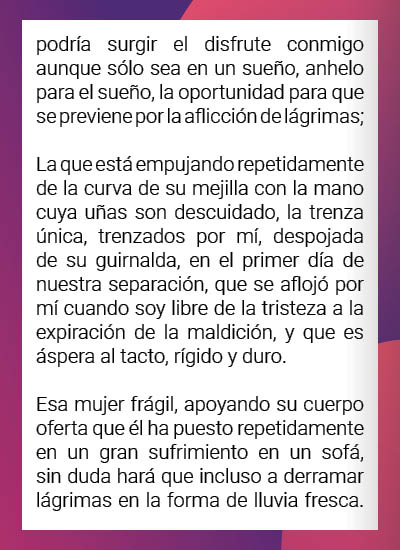 podría surgir el disfrute conmigo
aunque sólo sea en un sueño, anhelo
para el sueño, la oportunidad para que
se previene por la aflicción de lágrimas;
La que está empujando repetidamente
de la curva de su mejilla con la mano
cuya uñas son descuidado, la trenza
única, trenzados por mí, despojada
de su guirnalda, en el primer día de
nuestra separación, que se aflojó por
mí cuando soy libre de la tristeza a la
expiración de la maldición, y que es
áspera al tacto, rígido y duro.
Esa mujer frágil, apoyando su cuerpo
oferta que él ha puesto repetidamente
en un gran sufrimiento en un sofá,
sin duda hará que incluso a derramar
lágrimas en la forma de lluvia fresca.